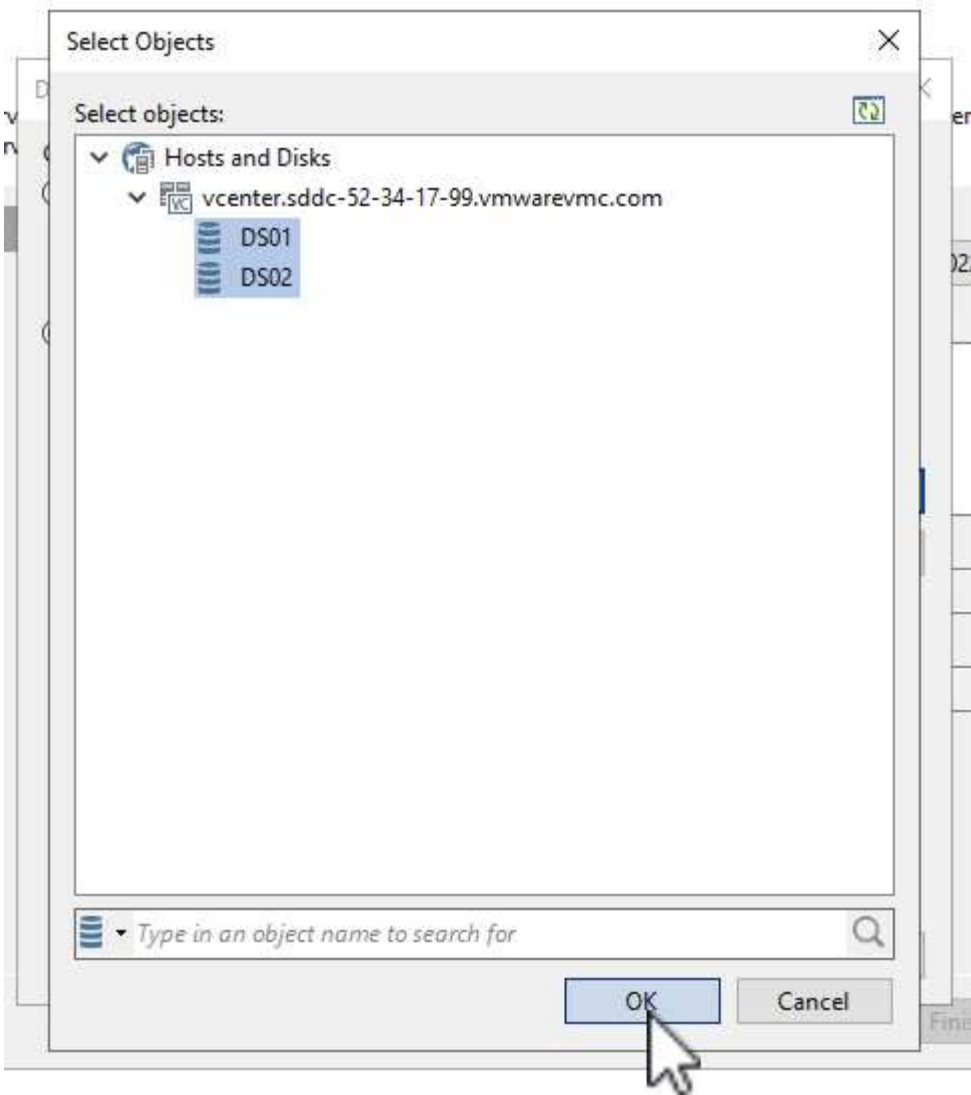 Select Objects
Select objects:
Hosts and Disks
vcenter.sddc-52-34-17-99.vmwarevmc.com
DS01
DS02
Type in an object name to search for
OK
Cancel